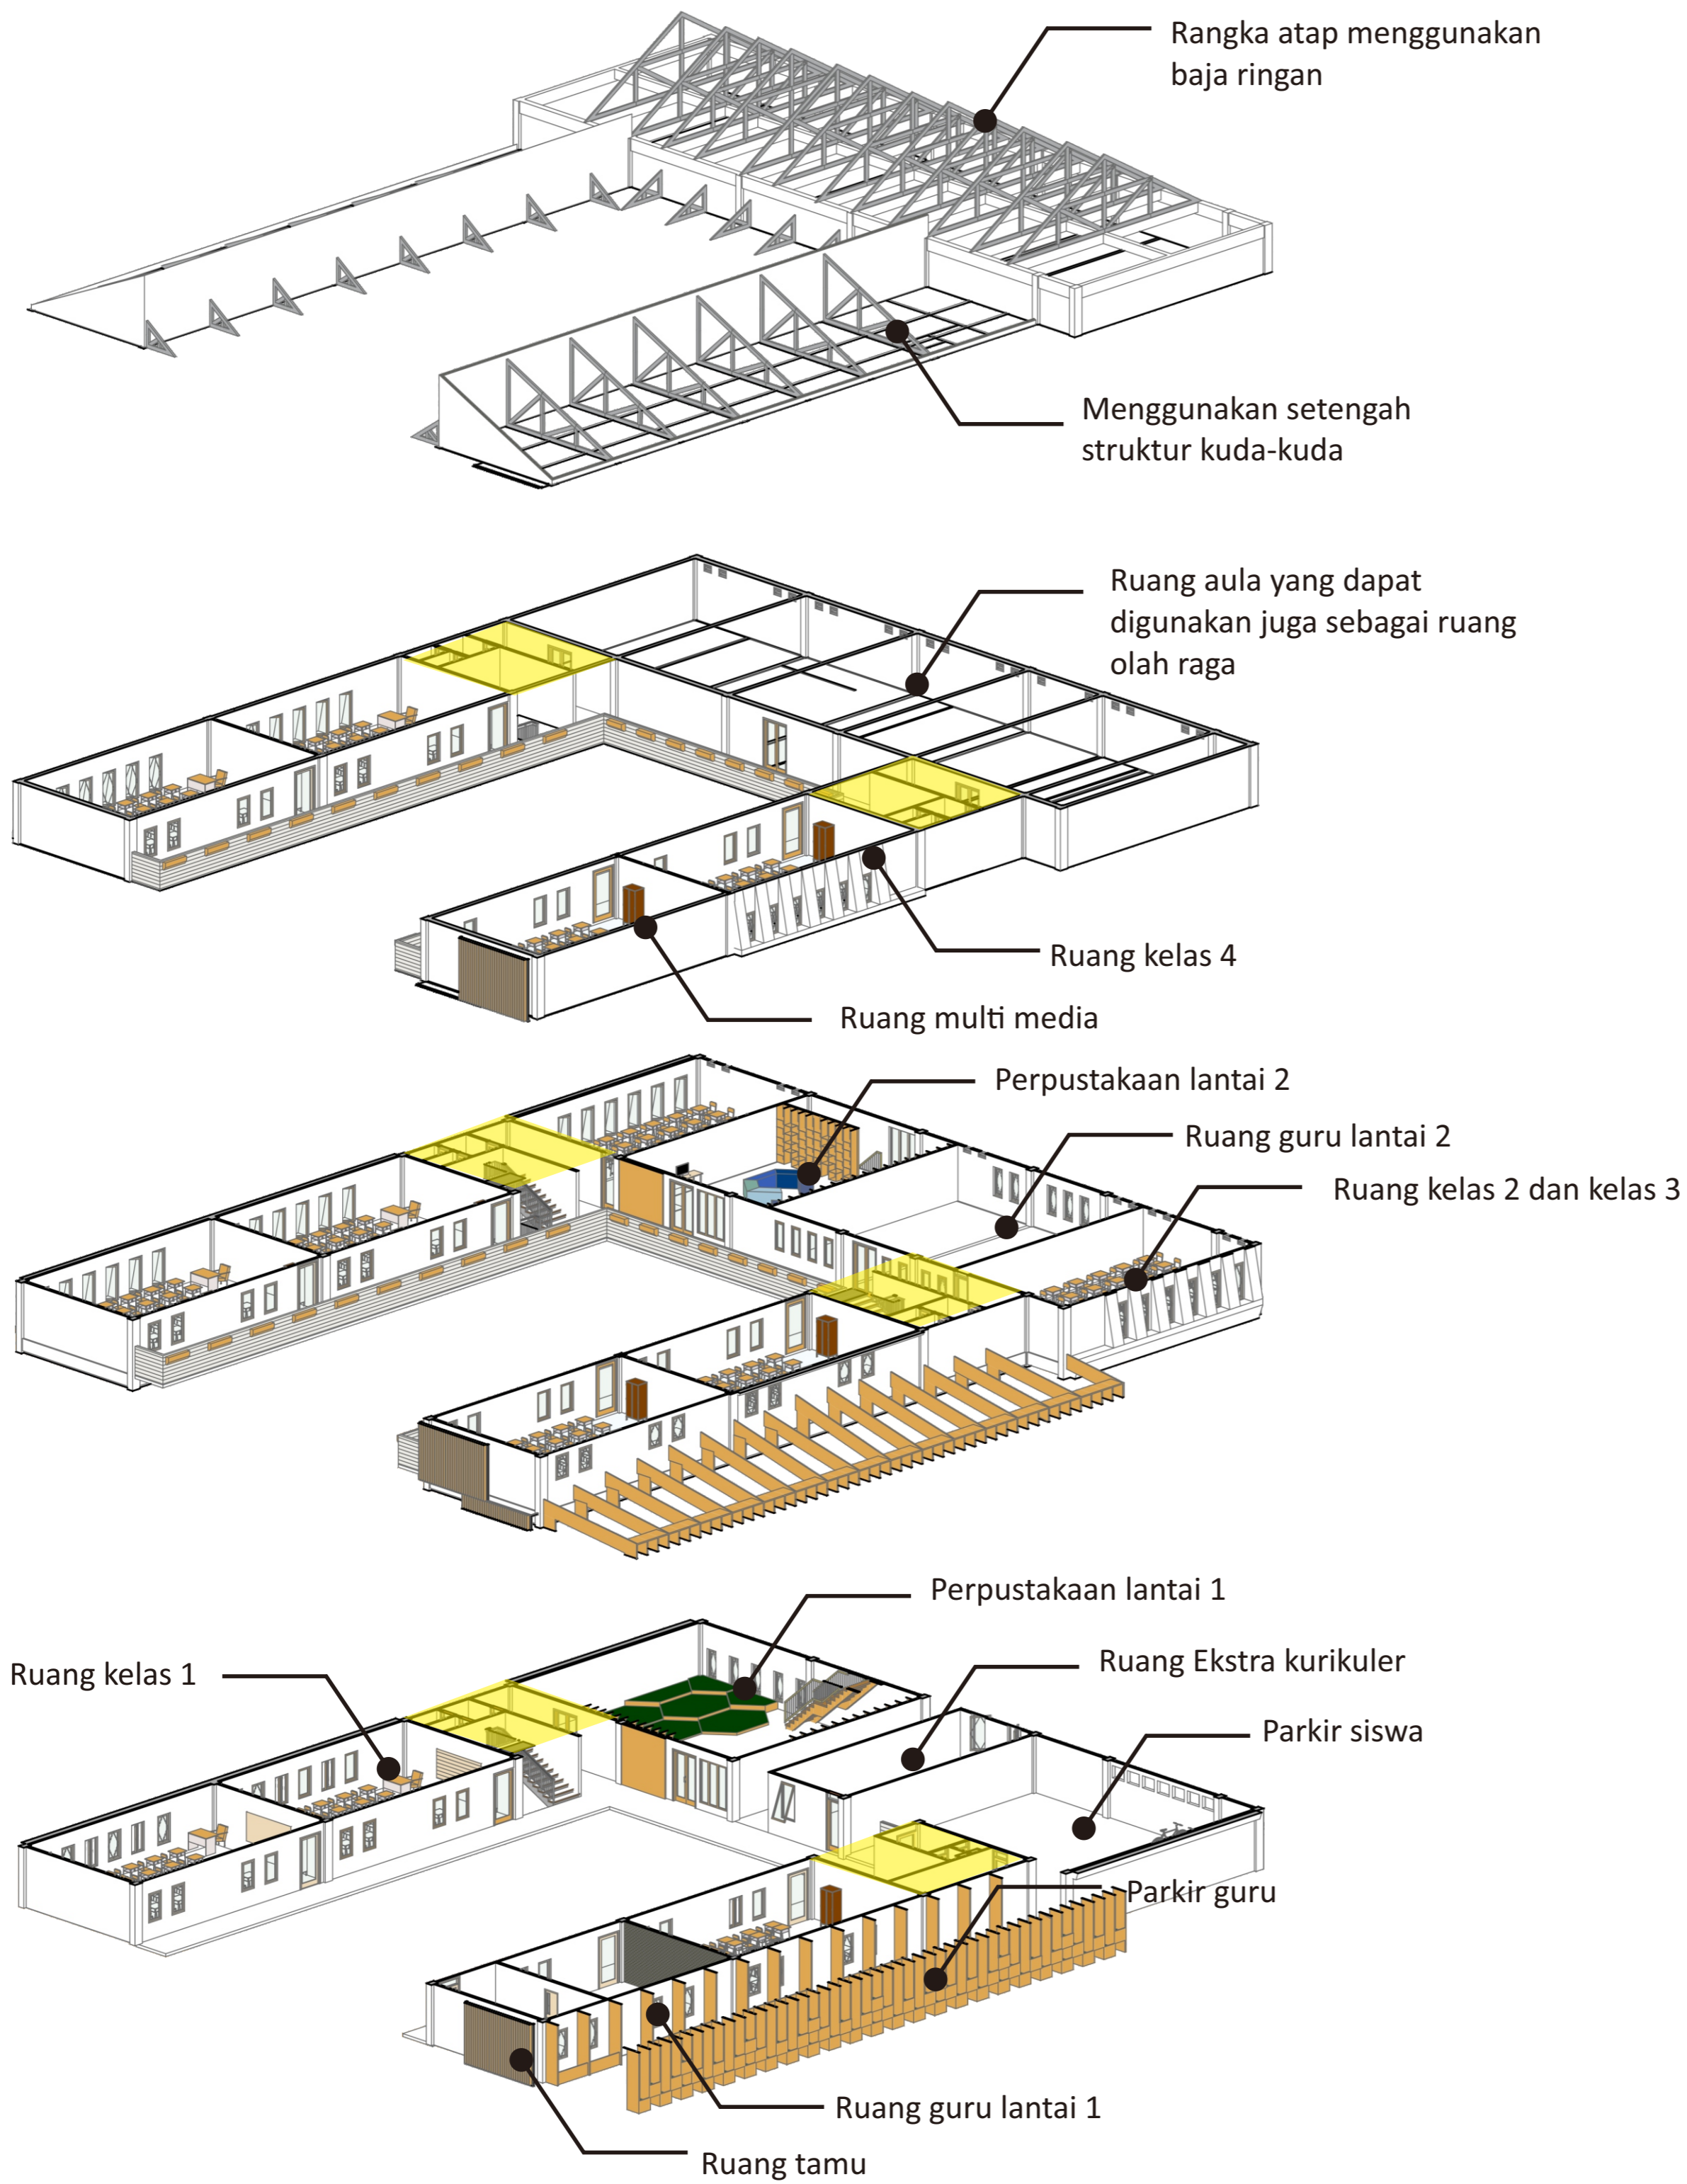 Rangka atap menggunakan
baja ringan
Menggunakan setengah
struktur kuda-kuda
Ruang aula yang dapat
digunakan juga sebagai ruang
olah raga
Ruang kelas 4
Ruang multi media
Perpustakaan lantai 2
Ruang guru lantai 2
Ruang kelas 2 dan kelas 3
Perpustakaan lantai 1
Ruang Ekstra kurikuler
Ruang kelas 1
Parkir siswa
Parkir guru
Ruang guru lantai 1
Ruang tamu